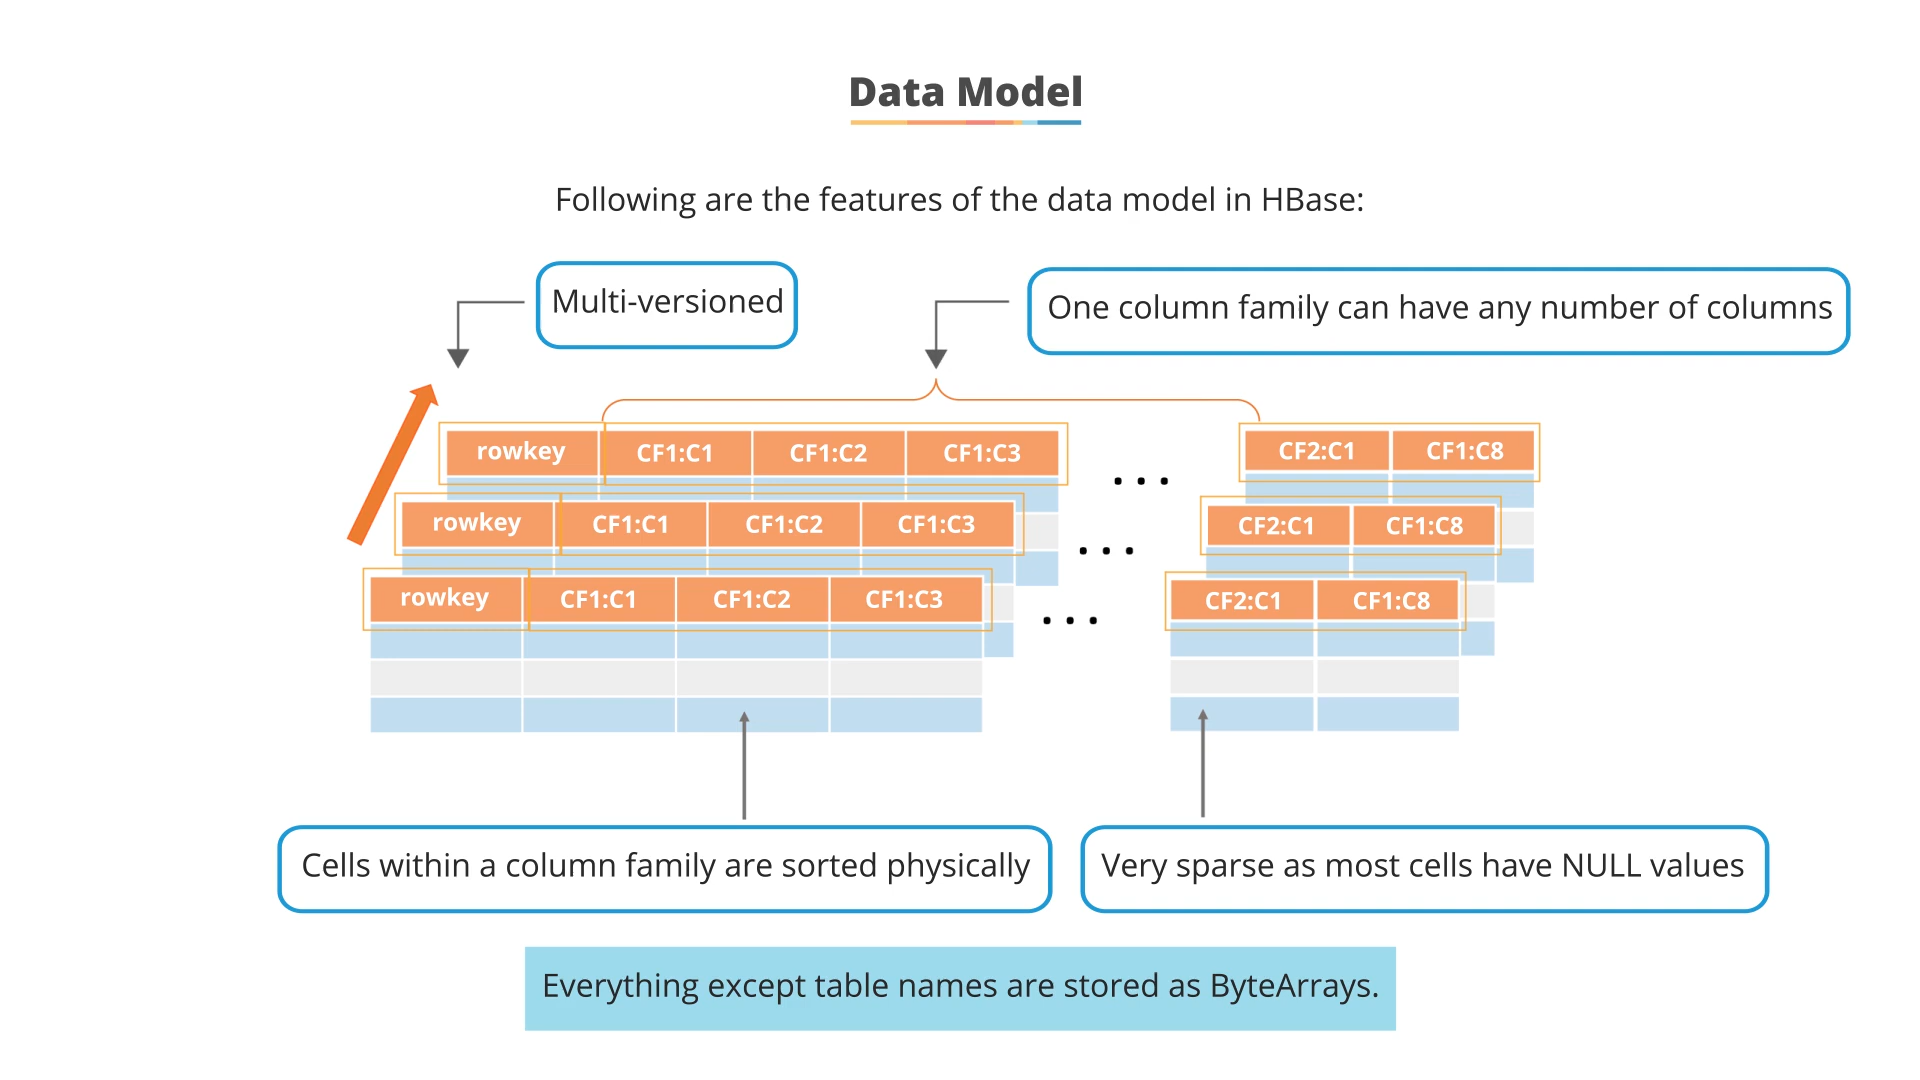 Data Model
Following are the features of the data model in HBase:
Multi-versioned
One column family can have any number of columns
rowkey CF1:C1 CF1:C2 CF1:C3 ... CF2:C1 CF1:C8
rowkey CF1:C1 CF1:C2 CF1:C3 ... CF2:C1 CF1:C8
rowkey CF1:C1 CF1:C2 CF1:C3 ... CF2:C1 CF1:C8
Cells within a column family are sorted physically
Very sparse as most cells have NULL values
Everything except table names are stored as ByteArrays.